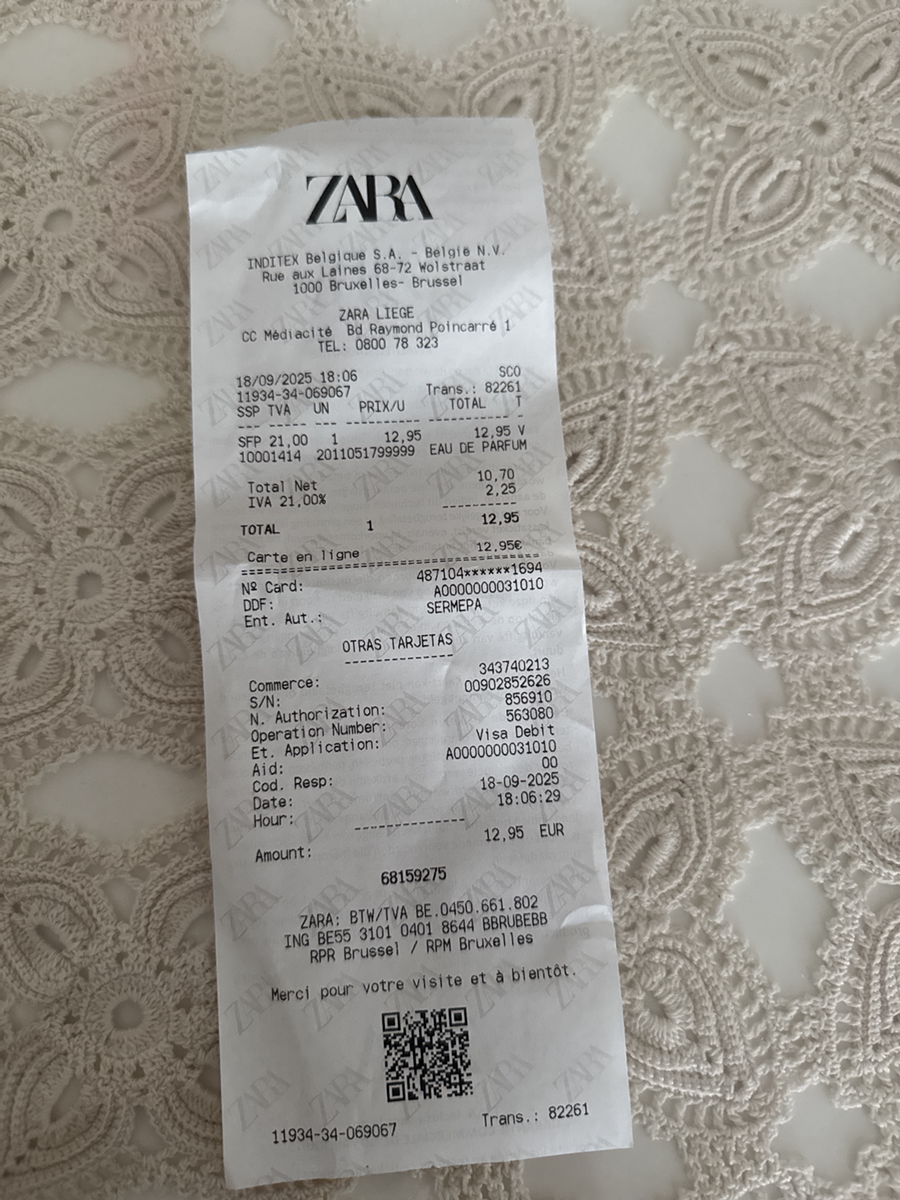 ZARA
INDITEX Belgique S.A. - België N.V.
Rue aux Laines 68-72 Wolstraat
1000 Bruxelles- Brussel
ZARA LIEGE
CC Médiacité Bd Raymond Poincarré 1
TEL: 0800 78 323
18/09/2025 18:06 SCO
11934-34-069067 Trans.: 82261
SSP TVA UN PRIX/U TOTAL T
--- --- ---- --- ---------- ----------- -
SFP 21,00 1 12,95 12,95 V
10001414 2011051799999 EAU DE PARFUM
Total Net 10,70
IVA 21,00% 2,25
----------
TOTAL 1 12,95
Carte en ligne 12,95€
========================================
Nº Card: 487104******1694
DDF: A0000000031010
Ent. Aut.: SERMEPA
OTRAS TARJETAS
--------------
Commerce: 343740213
S/N: 00902852626
N. Authorization: 856910
Operation Number: 563080
Et. Application: Visa Debit
Aid: A0000000031010
Cod. Resp: 00
Date: 18-09-2025
Hour: 18:06:29
--------------
Amount: 12,95 EUR
68159275
ZARA: BTW/TVA BE.0450.661.802
ING BE55 3101 0401 8644 BBRUBEBB
RPR Brussel / RPM Bruxelles
Merci pour votre visite et à bientôt.
11934-34-069067 Trans.: 82261